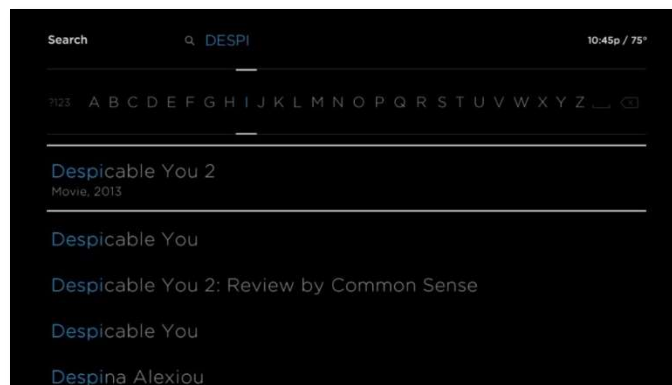 Search DESPI 10:45p / 75°
?123 A B C D E F G H I J K L M N O P Q R S T U V W X Y Z
Despicable You 2
Movie, 2013
Despicable You
Despicable You 2: Review by Common Sense
Despicable You
Despina Alexiou